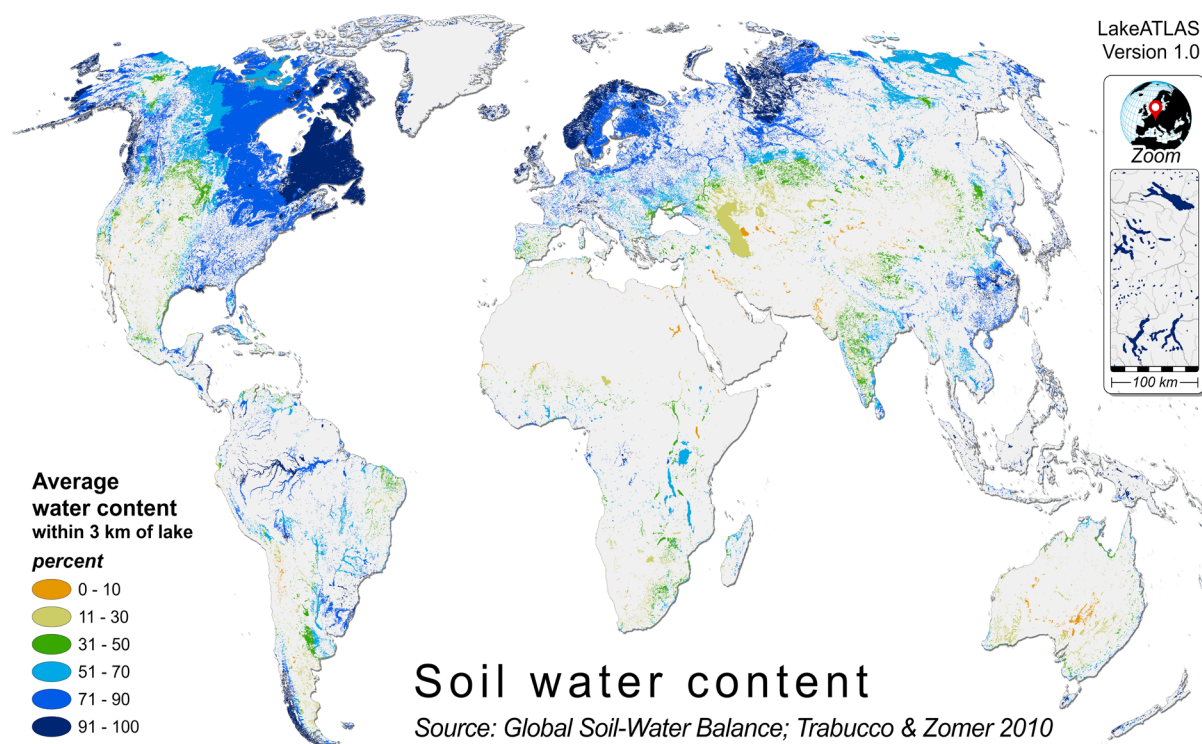 LakeATLAS
Version 1.0
Zoom
100 km
Average
water content
within 3 km of lake
percent
0 - 10
11 - 30
31 - 50
51 - 70
71 - 90
91 - 100
Soil water content
Source: Global Soil-Water Balance; Trabucco & Zomer 2010